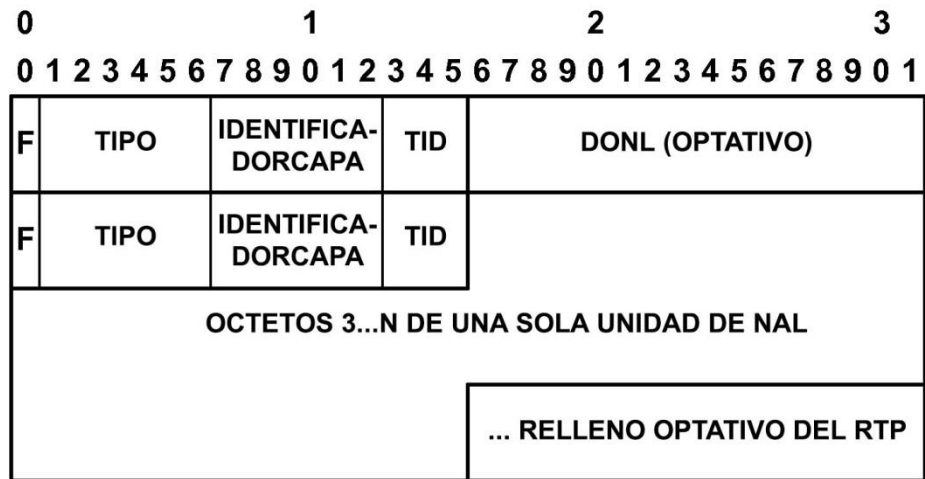 0 1 2 3
0 1 2 3 4 5 6 7 8 9 0 1 2 3 4 5 6 7 8 9 0 1 2 3 4 5 6 7 8 9 0 1
F TIPO IDENTIFICA- TID DONL (OPTATIVO)
DORCAPA
F TIPO IDENTIFICA- TID
DORCAPA
OCTETOS 3...N DE UNA SOLA UNIDAD DE NAL
... RELLENO OPTATIVO DEL RTP